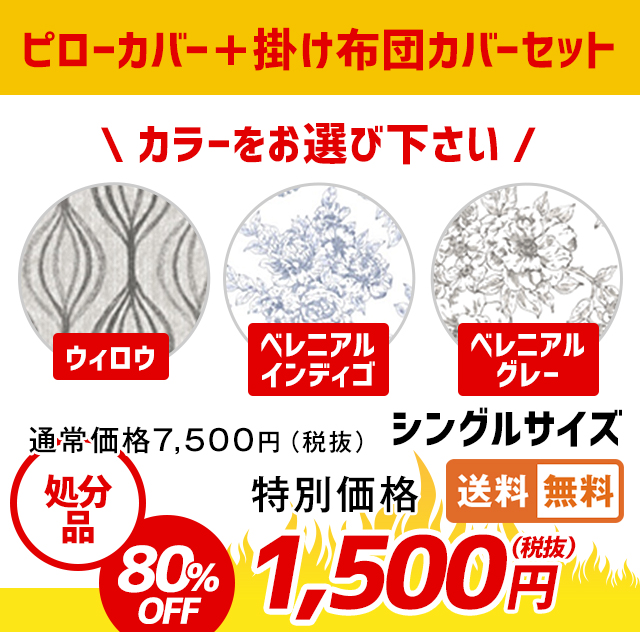 ピローカバー＋掛け布団カバーセット
\ カラーをお選び下さい /
ウィロウ
ベレニアル
インディゴ
ベレニアル
グレー
通常価格7,500円（税抜）
シングルサイズ
処分
品
特別価格
送料 無料
80%
OFF
1,500円
(税抜)